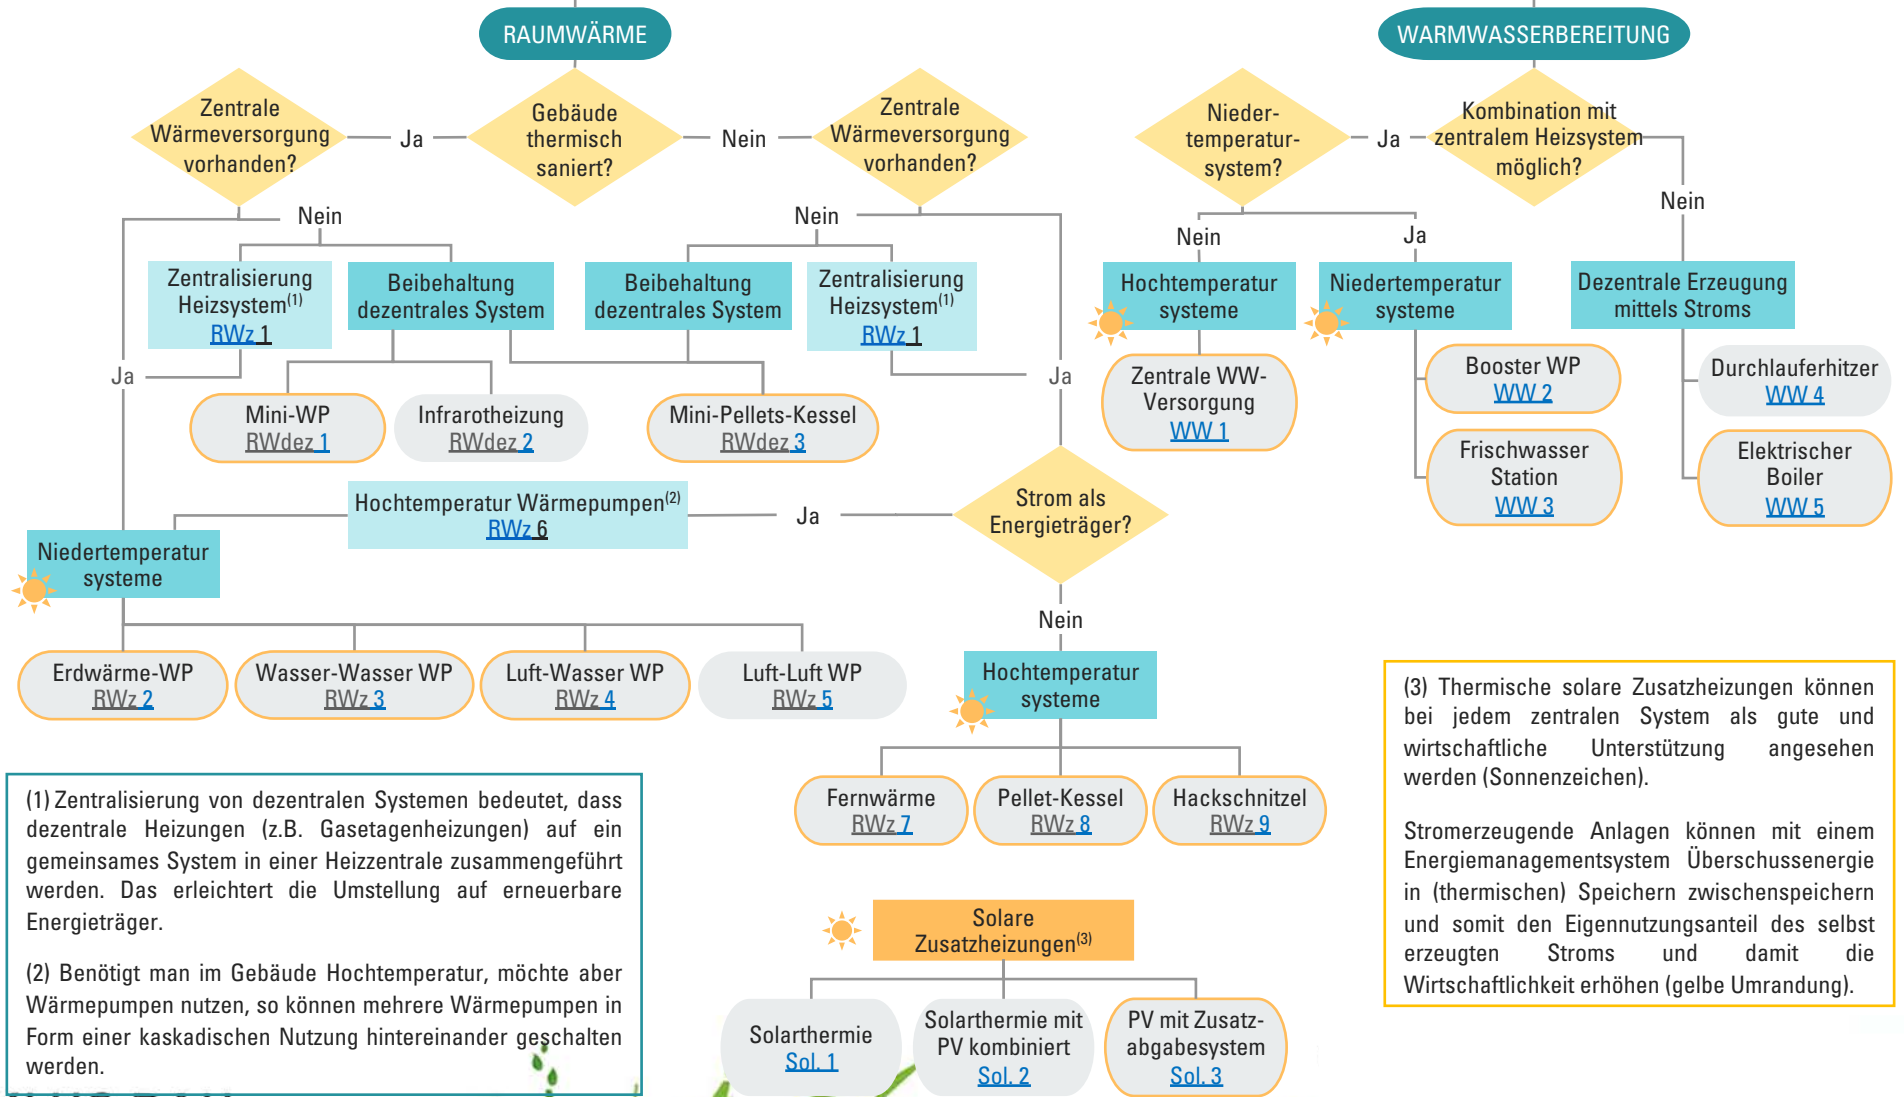 RAUMWÄRME
WARMWASSERBEREITUNG
Zentrale
Wärmeversorgung
vorhanden?
Ja
Gebäude
thermisch
saniert?
Nein
Zentrale
Wärmeversorgung
vorhanden?
Nieder-
temperatur-
system?
Ja
Kombination mit
zentralem Heizsystem
möglich?
Nein
Nein
Nein
Ja
Nein
Zentralisierung
Heizsystem(1)
RWz 1
Beibehaltung
dezentrales System
Beibehaltung
dezentrales System
Zentralisierung
Heizsystem(1)
RWz 1
Hochtemperatur
systeme
Niedertemperatur
systeme
Dezentrale Erzeugung
mittels Stroms
Ja
Ja
Mini-WP
RWdez 1
Infrarotheizung
RWdez 2
Mini-Pellets-Kessel
RWdez 3
Zentrale WW-
Versorgung
WW 1
Booster WP
WW 2
Durchlauferhitzer
WW 4
Frischwasser
Station
WW 3
Elektrischer
Boiler
WW 5
Hochtemperatur Wärmepumpen(2)
RWz 6
Ja
Strom als
Energieträger?
Niedertemperatur
systeme
Nein
Erdwärme-WP
RWz 2
Wasser-Wasser WP
RWz 3
Luft-Wasser WP
RWz 4
Luft-Luft WP
RWz 5
Hochtemperatur
systeme
Fernwärme
RWz 7
Pellet-Kessel
RWz 8
Hackschnitzel
RWz 9
(1) Zentralisierung von dezentralen Systemen bedeutet, dass
dezentrale Heizungen (z.B. Gasetagenheizungen) auf ein
gemeinsames System in einer Heizzentrale zusammengeführt
werden. Das erleichtert die Umstellung auf erneuerbare
Energieträger.
(2) Benötigt man im Gebäude Hochtemperatur, möchte aber
Wärmepumpen nutzen, so können mehrere Wärmepumpen in
Form einer kaskadischen Nutzung hintereinander geschalten
werden.
Solare
Zusatzheizungen(3)
Solarthermie
Sol. 1
Solarthermie mit
PV kombiniert
Sol. 2
PV mit Zusatz-
abgabesystem
Sol. 3
(3) Thermische solare Zusatzheizungen können
bei jedem zentralen System als gute und
wirtschaftliche Unterstützung angesehen
werden (Sonnenzeichen).
Stromerzeugende Anlagen können mit einem
Energiemanagementsystem Überschussenergie
in (thermischen) Speichern zwischenspeichern
und somit den Eigennutzungsanteil des selbst
erzeugten Stroms und damit die
Wirtschaftlichkeit erhöhen (gelbe Umrandung).